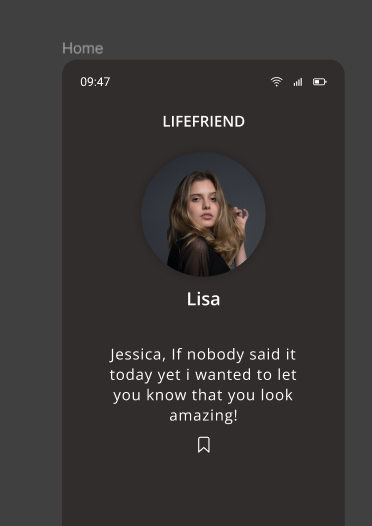 Home
09:47
LIFEFRIEND
Lisa
Jessica, If nobody said it
today yet i wanted to let
you know that you look
amazing!